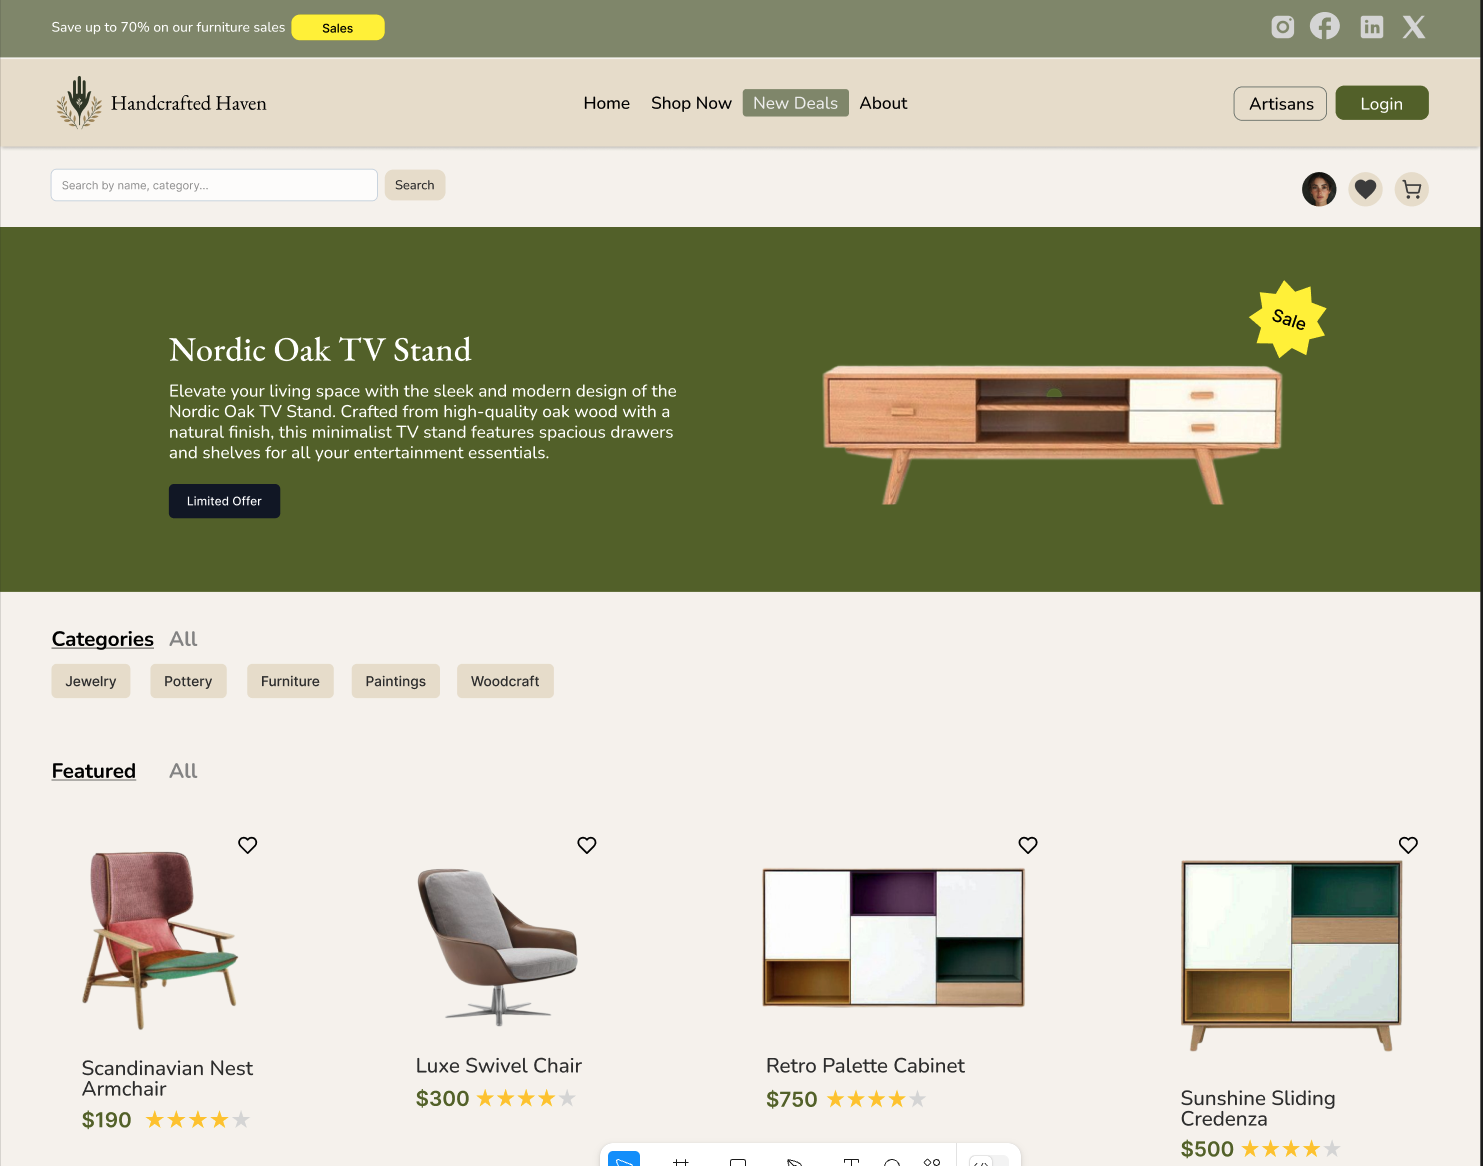 Save up to 70% on our furniture sales Sales
Handcrafted Haven
Home Shop Now New Deals About
Artisans Login
Search by name, category... Search
Sale
Nordic Oak TV Stand
Elevate your living space with the sleek and modern design of the
Nordic Oak TV Stand. Crafted from high-quality oak wood with a
natural finish, this minimalist TV stand features spacious drawers
and shelves for all your entertainment essentials.
Limited Offer
Categories All
Jewelry Pottery Furniture Paintings Woodcraft
Featured All
Scandinavian Nest
Armchair
$190
Luxe Swivel Chair
$300
Retro Palette Cabinet
$750
Sunshine Sliding
Credenza
$500